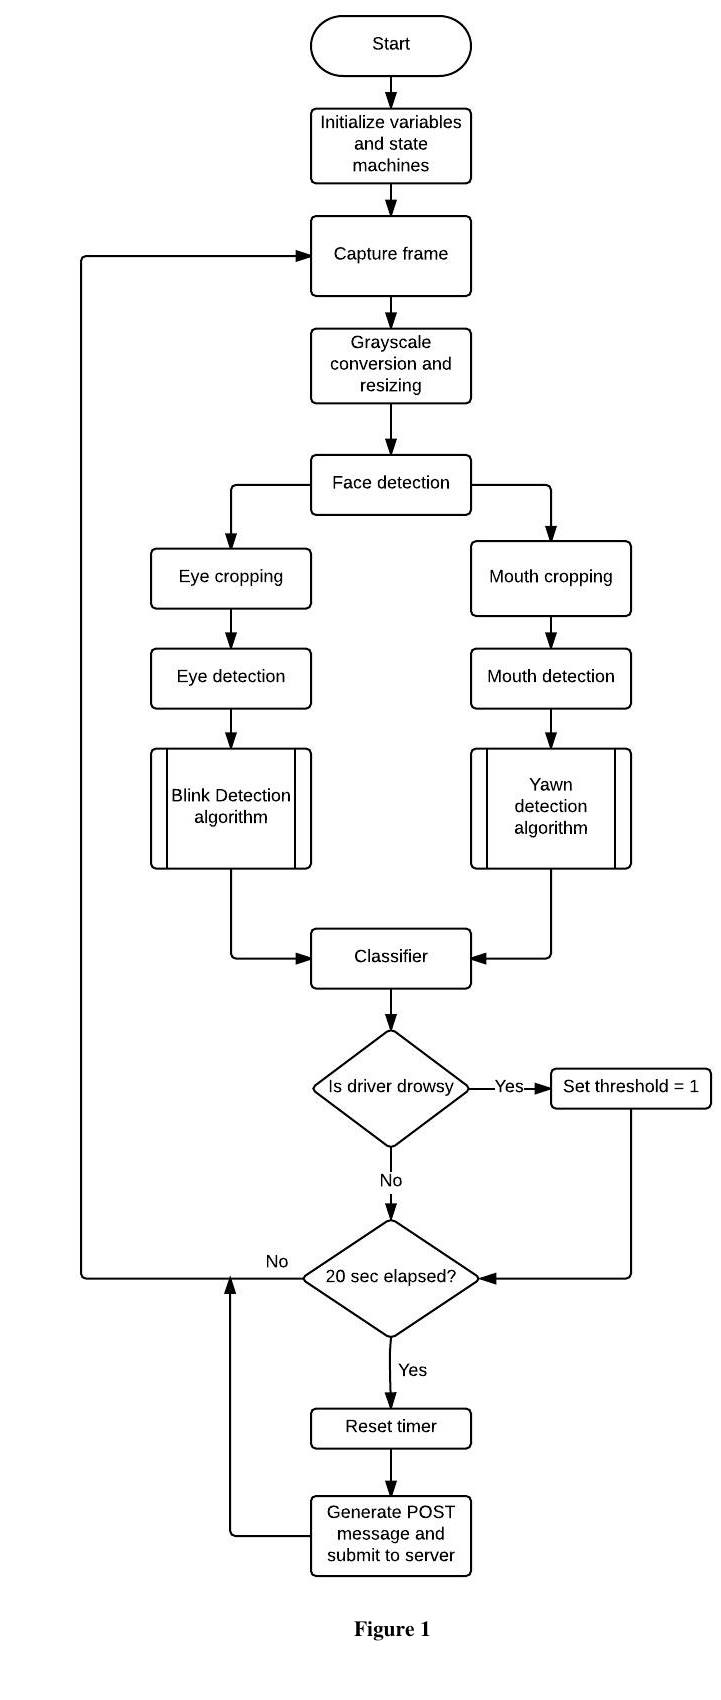 Start
Initialize variables
and state
machines
Capture frame
Grayscale
conversion and
resizing
Face detection
Eye cropping
Mouth cropping
Eye detection
Mouth detection
Blink Detection
algorithm
Yawn
detection
algorithm
Classifier
Is driver drowsy
Yes
Set threshold = 1
No
No
20 sec elapsed?
Yes
Reset timer
Generate POST
message and
submit to server
Figure 1